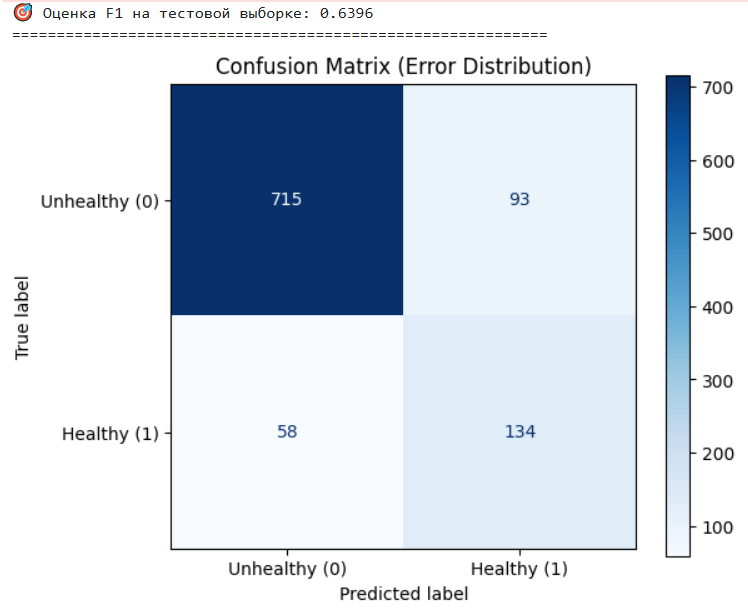 🎯 Оценка F1 на тестовой выборке: 0.6396
============================================================
Confusion Matrix (Error Distribution)
700
600
500
400
300
200
100
Unhealthy (0)
715
93
True label
Healthy (1)
58
134
Unhealthy (0)
Healthy (1)
Predicted label